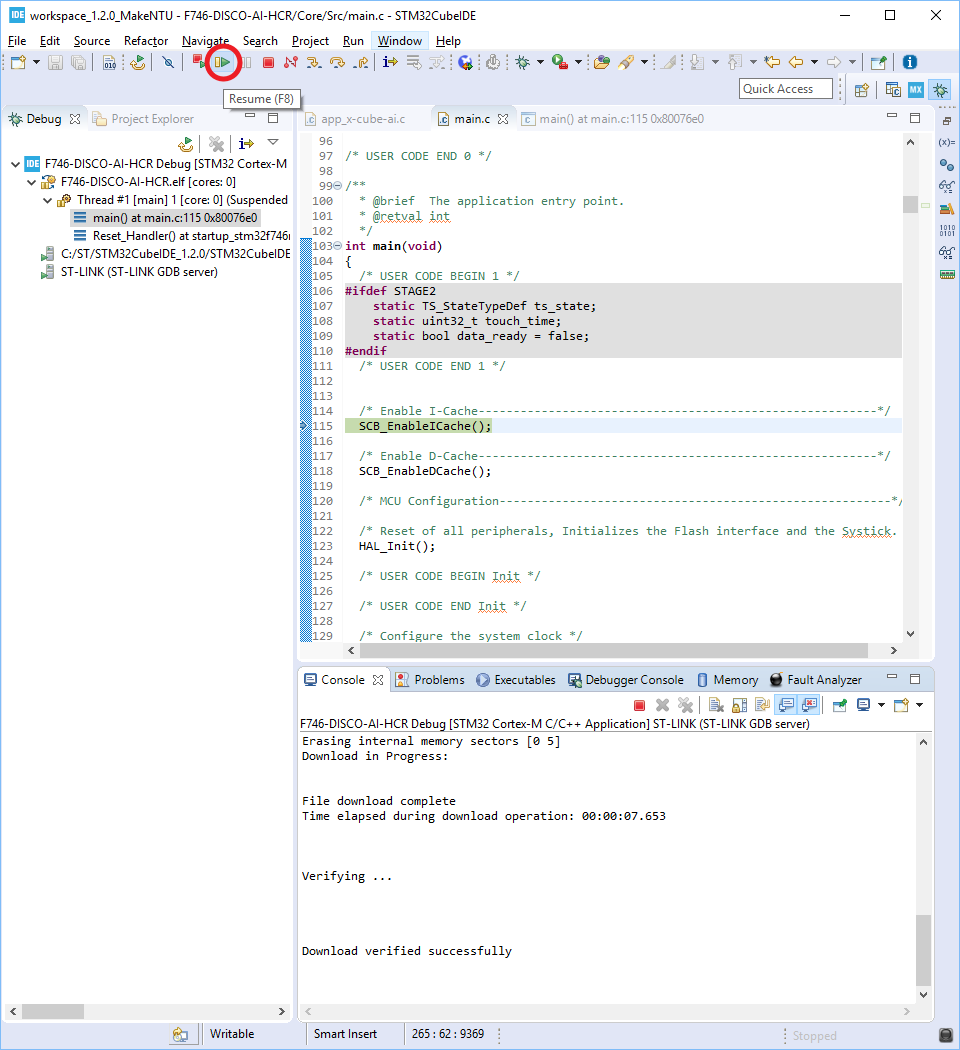 IDE workspace_1.2.0_MakeNTU - F746-DISCO-AI-HCR/Core/Src/main.c - STM32CubeIDE
File Edit Source Refactor Navigate Search Project Run Window Help
Resume (F8)
Quick Access
MX
Debug Project Explorer
IDE F746-DISCO-AI-HCR Debug [STM32 Cortex-M
F746-DISCO-AI-HCR.elf [cores: 0]
Thread #1 [main] 1 [core: 0] (Suspended
main() at main.c:115 0x80076e0
Reset_Handler() at startup_stm32f746n
C:/ST/STM32CubeIDE_1.2.0/STM32CubeIDE
ST-LINK (ST-LINK GDB server)
app_x-cube-ai.c main.c main() at main.c:115 0x80076e0
96
97 /* USER CODE END 0 */
98
99 /**
100 * @brief The application entry point.
101 * @retval int
102 */
103 int main(void)
104 {
105 /* USER CODE BEGIN 1 */
106 #ifdef STAGE2
107 static TS_StateTypeDef ts_state;
108 static uint32_t touch_time;
109 static bool data_ready = false;
110 #endif
111 /* USER CODE END 1 */
112
113
114 /* Enable I-Cache---------------------------------------------------------*/
115 SCB_EnableICache();
116
117 /* Enable D-Cache---------------------------------------------------------*/
118 SCB_EnableDCache();
119
120 /* MCU Configuration--------------------------------------------------------*/
121
122 /* Reset of all peripherals, Initializes the Flash interface and the Systick.
123 HAL_Init();
124
125 /* USER CODE BEGIN Init */
126
127 /* USER CODE END Init */
128
129 /* Configure the system clock */
Console Problems Executables Debugger Console Memory Fault Analyzer
F746-DISCO-AI-HCR Debug [STM32 Cortex-M C/C++ Application] ST-LINK (ST-LINK GDB server)
Erasing internal memory sectors [0 5]
Download in Progress:
File download complete
Time elapsed during download operation: 00:00:07.653
Verifying ...
Download verified successfully
Writable Smart Insert 265 : 62 : 9369 Stopped